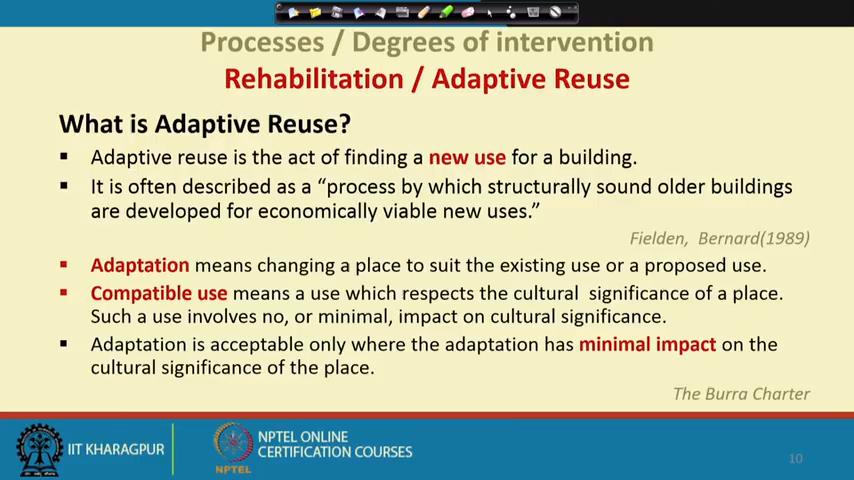 Processes / Degrees of intervention
Rehabilitation / Adaptive Reuse
What is Adaptive Reuse?
▪ Adaptive reuse is the act of finding a new use for a building.
▪ It is often described as a “process by which structurally sound older buildings
are developed for economically viable new uses.”
Fielden, Bernard(1989)
▪ Adaptation means changing a place to suit the existing use or a proposed use.
▪ Compatible use means a use which respects the cultural significance of a place.
Such a use involves no, or minimal, impact on cultural significance.
▪ Adaptation is acceptable only where the adaptation has minimal impact on the
cultural significance of the place.
The Burra Charter
IIT KHARAGPUR
NPTEL
NPTEL ONLINE
CERTIFICATION COURSES
10